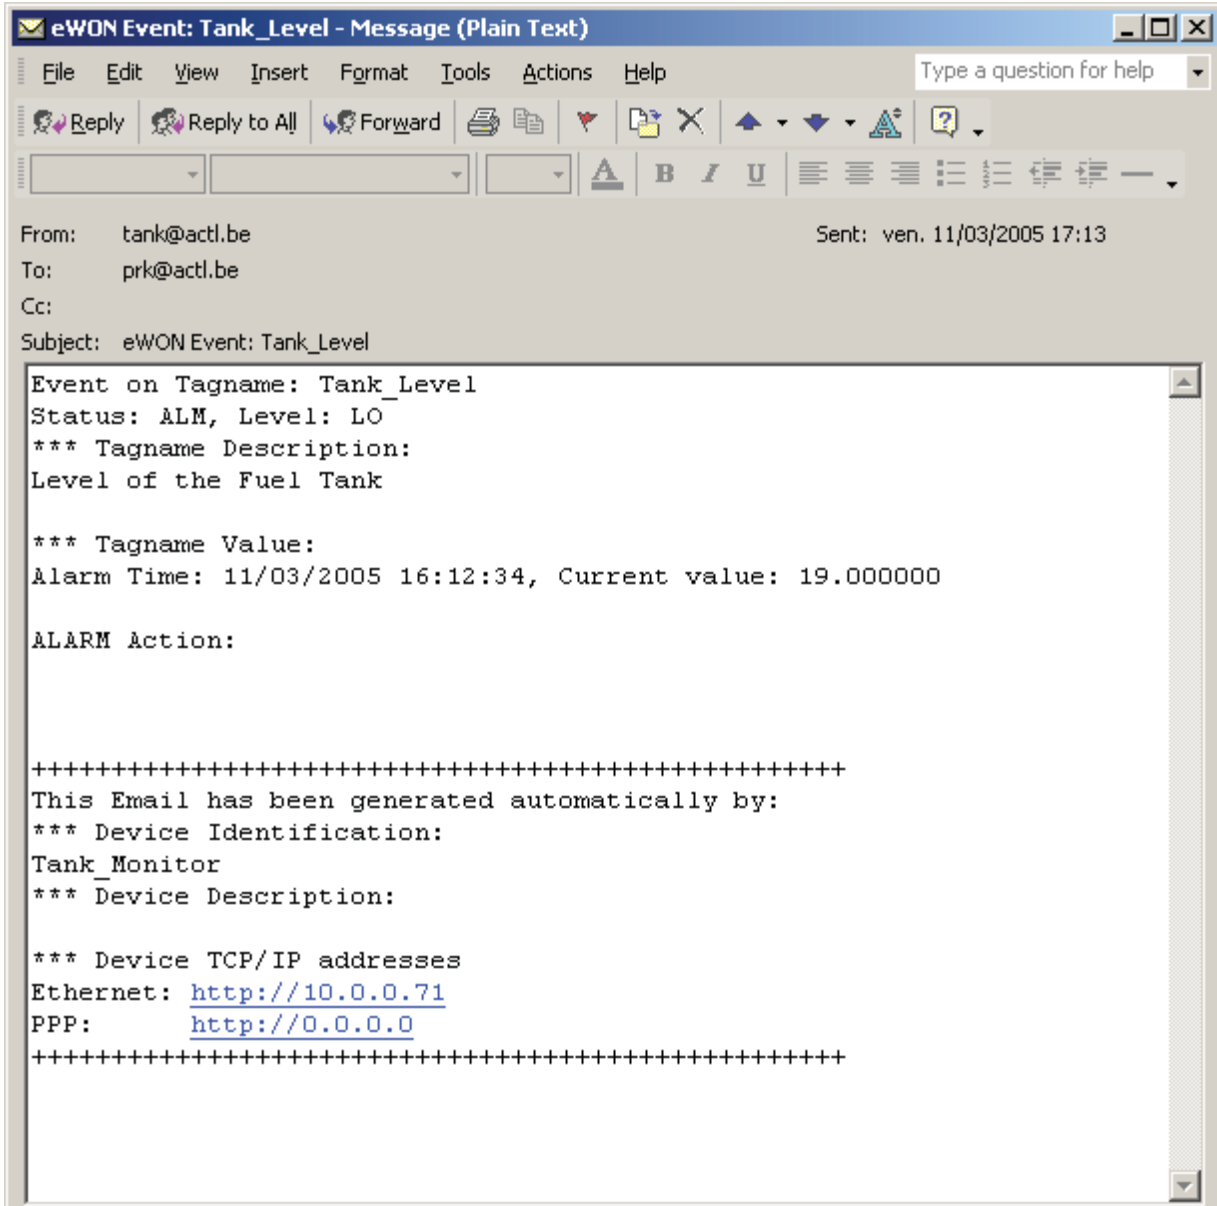 eWON Event: Tank_Level - Message (Plain Text)
File Edit View Insert Format Tools Actions Help Type a question for help
Reply Reply to All Forward
A B I U
From: tank@actl.be Sent: ven. 11/03/2005 17:13
To: prk@actl.be
Cc:
Subject: eWON Event: Tank_Level
Event on Tagname: Tank_Level
Status: ALM, Level: LO
*** Tagname Description:
Level of the Fuel Tank
*** Tagname Value:
Alarm Time: 11/03/2005 16:12:34, Current value: 19.000000
ALARM Action:
+++++++++++++++++++++++++++++++++++++++++++++++++++
This Email has been generated automatically by:
*** Device Identification:
Tank_Monitor
*** Device Description:
*** Device TCP/IP addresses
Ethernet: http://10.0.0.71
PPP: http://0.0.0.0
+++++++++++++++++++++++++++++++++++++++++++++++++++